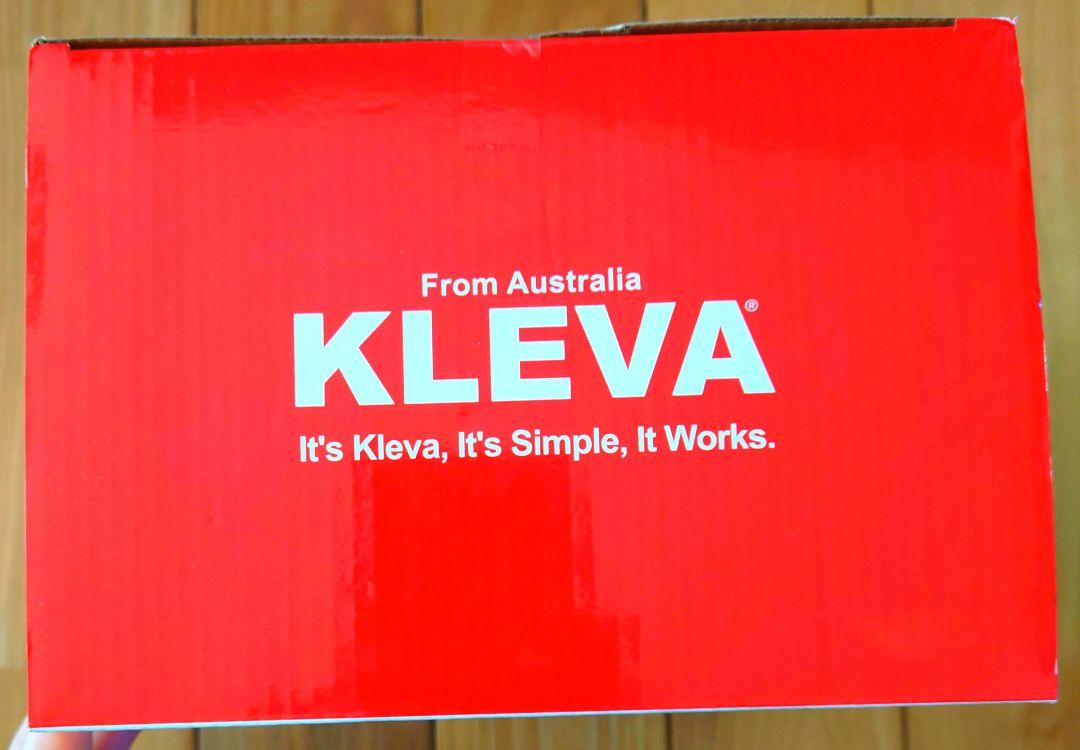 From Australia
KLEVA®
It's Kleva, It's Simple, It Works.